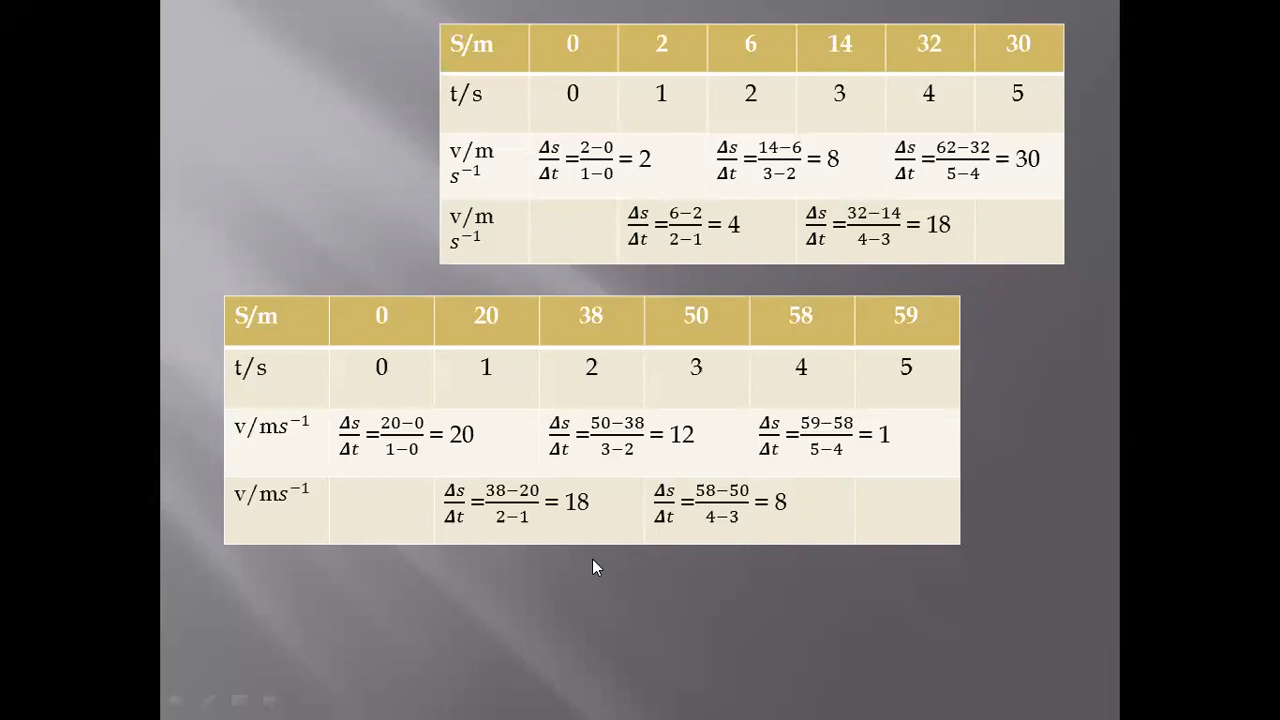 S/m 0 2 6 14 32 30
t/s 0 1 2 3 4 5
v/m s⁻¹ Δs/Δt =(2−0)/(1−0) = 2 Δs/Δt =(14−6)/(3−2) = 8 Δs/Δt =(62−32)/(5−4) = 30
v/m s⁻¹ Δs/Δt =(6−2)/(2−1) = 4 Δs/Δt =(32−14)/(4−3) = 18
S/m 0 20 38 50 58 59
t/s 0 1 2 3 4 5
v/ms⁻¹ Δs/Δt =(20−0)/(1−0) = 20 Δs/Δt =(50−38)/(3−2) = 12 Δs/Δt =(59−58)/(5−4) = 1
v/ms⁻¹ Δs/Δt =(38−20)/(2−1) = 18 Δs/Δt =(58−50)/(4−3) = 8